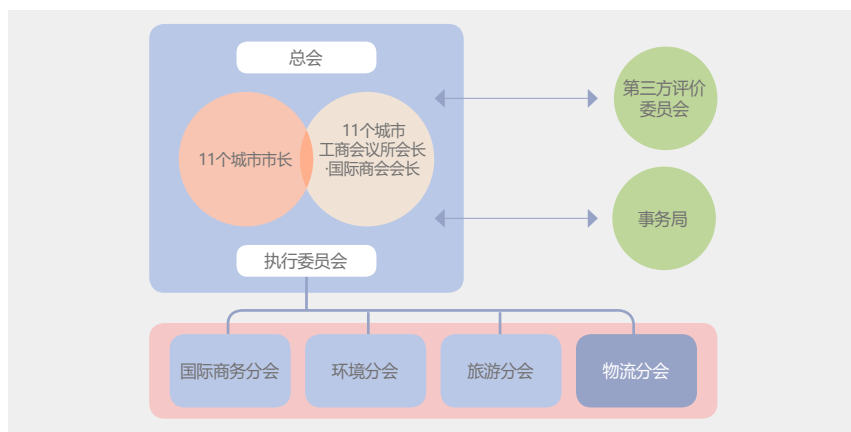 总会
11个城市市长
11个城市
工商会议所会长
·国际商会会长
第三方评价
委员会
事务局
执行委员会
国际商务分会
环境分会
旅游分会
物流分会